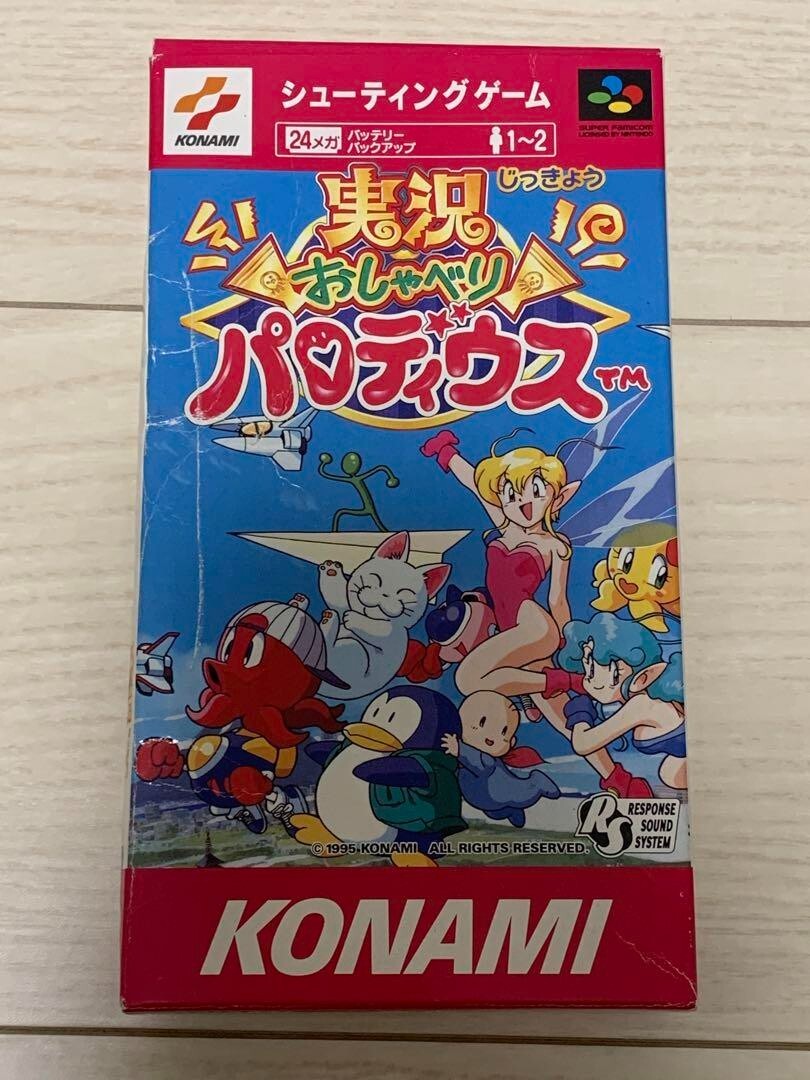 KONAMI
シューティングゲーム
24メガ
バッテリー
バックアップ
1~2
SUPER FAMICOM
LICENSED BY NINTENDO
じっきょう
実況
おしゃべり
パロディウス TM
RS
RESPONSE
SOUND
SYSTEM
© 1995 KONAMI ALL RIGHTS RESERVED.
KONAMI